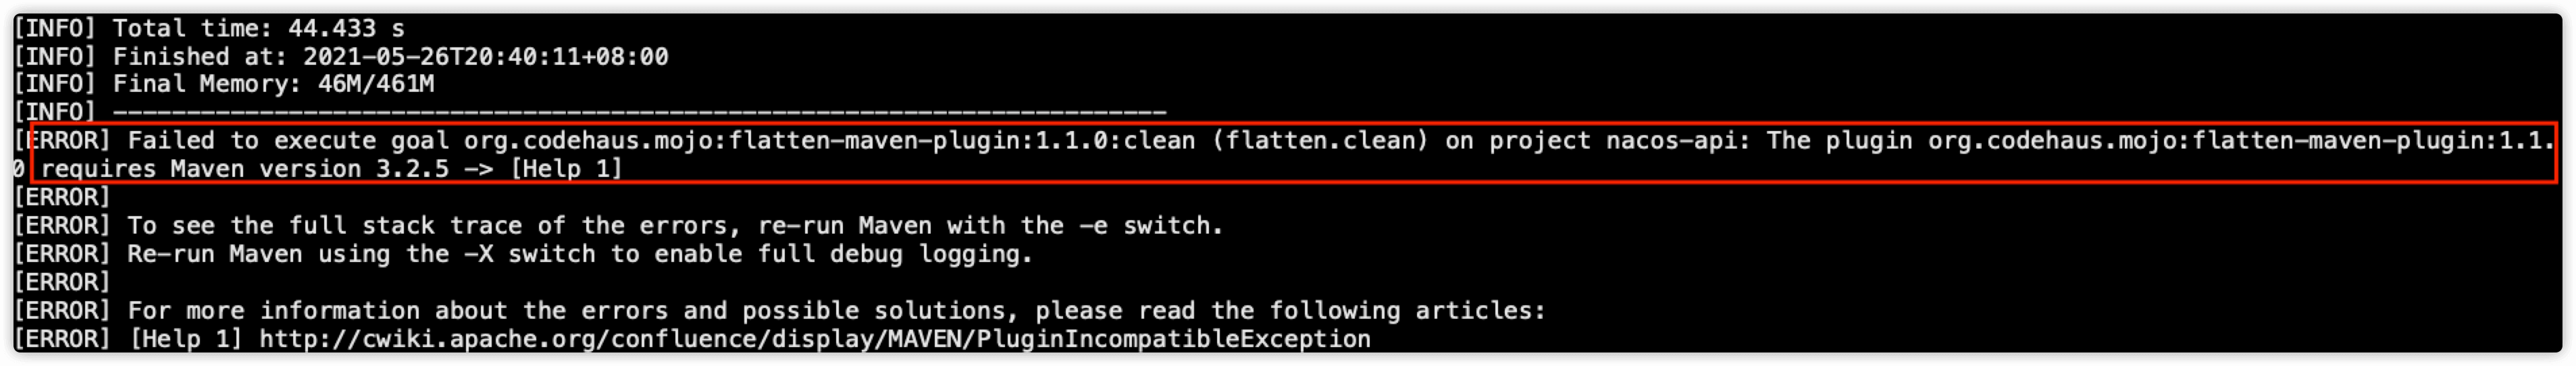 [INFO] Total time: 44.433 s
[INFO] Finished at: 2021-05-26T20:40:11+08:00
[INFO] Final Memory: 46M/461M
[INFO] ------------------------------------------------------------------------
[ERROR] Failed to execute goal org.codehaus.mojo:flatten-maven-plugin:1.1.0:clean (flatten.clean) on project nacos-api: The plugin org.codehaus.mojo:flatten-maven-plugin:1.1.
0 requires Maven version 3.2.5 -> [Help 1]
[ERROR]
[ERROR] To see the full stack trace of the errors, re-run Maven with the -e switch.
[ERROR] Re-run Maven using the -X switch to enable full debug logging.
[ERROR]
[ERROR] For more information about the errors and possible solutions, please read the following articles:
[ERROR] [Help 1] http://cwiki.apache.org/confluence/display/MAVEN/PluginIncompatibleException